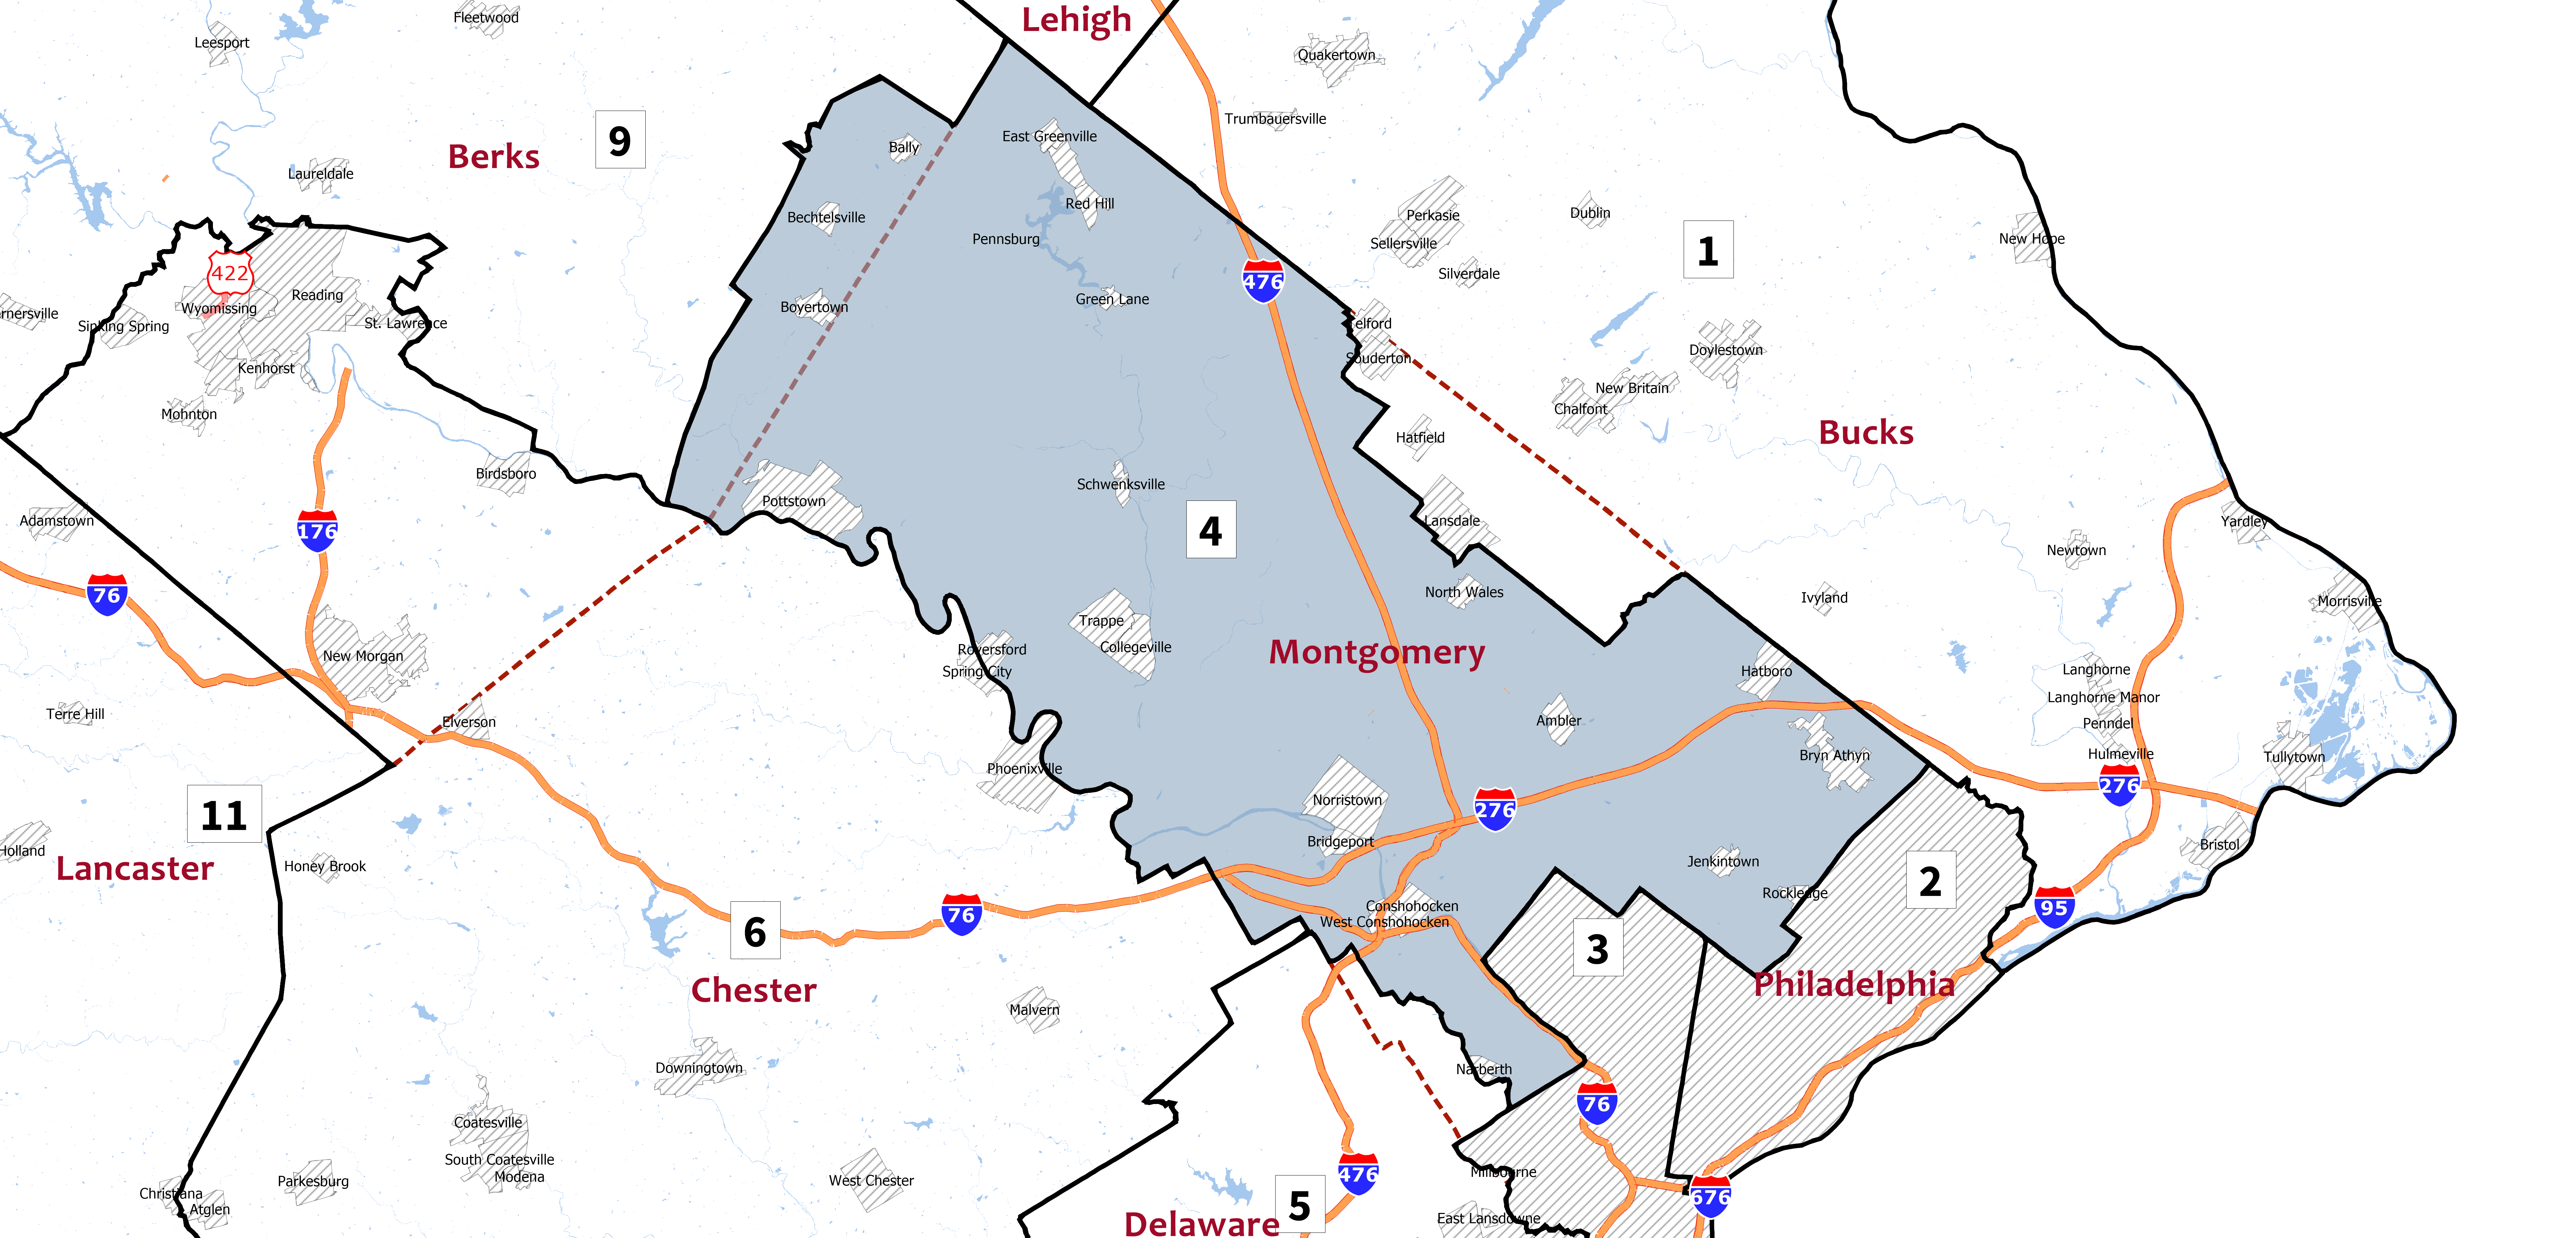 Lehigh
Fleetwood
Leesport
Quakertown
Trumbauersville
9
Berks
East Greenville
Bally
Laureldale
Red Hill
Bechtelsville
Perkasie
Dublin
Pennsburg
Sellersville
1
New Hope
422
Silverdale
476
Reading
Green Lane
Wyomissing
Boyertown
rnersville
Sinking Spring
St. Lawrence
elford
Souderton
Doylestown
Kenhorst
New Britain
Chalfont
Mohnton
Hatfield
Bucks
Birdsboro
Schwenksville
Pottstown
Adamstown
176
4
Lansdale
Yardley
Newtown
76
North Wales
Ivyland
Morrisville
Trappe
Collegeville
Royersford
Spring City
New Morgan
Montgomery
Hatboro
Langhorne
Langhorne Manor
Terre Hill
Elverson
Ambler
Penndel
Bryn Athyn
Hulmeville
Tullytown
Phoenixville
276
Norristown
276
11
Bridgeport
Bristol
Holland
Lancaster
Honey Brook
Jenkintown
2
Rockledge
Conshohocken
West Conshohocken
95
76
6
3
Chester
Philadelphia
Malvern
Downingtown
Narberth
76
Coatesville
South Coatesville
Modena
Parkesburg
West Chester
Millbourne
476
Christiana
Atglen
676
5
Delaware
East Lansdowne